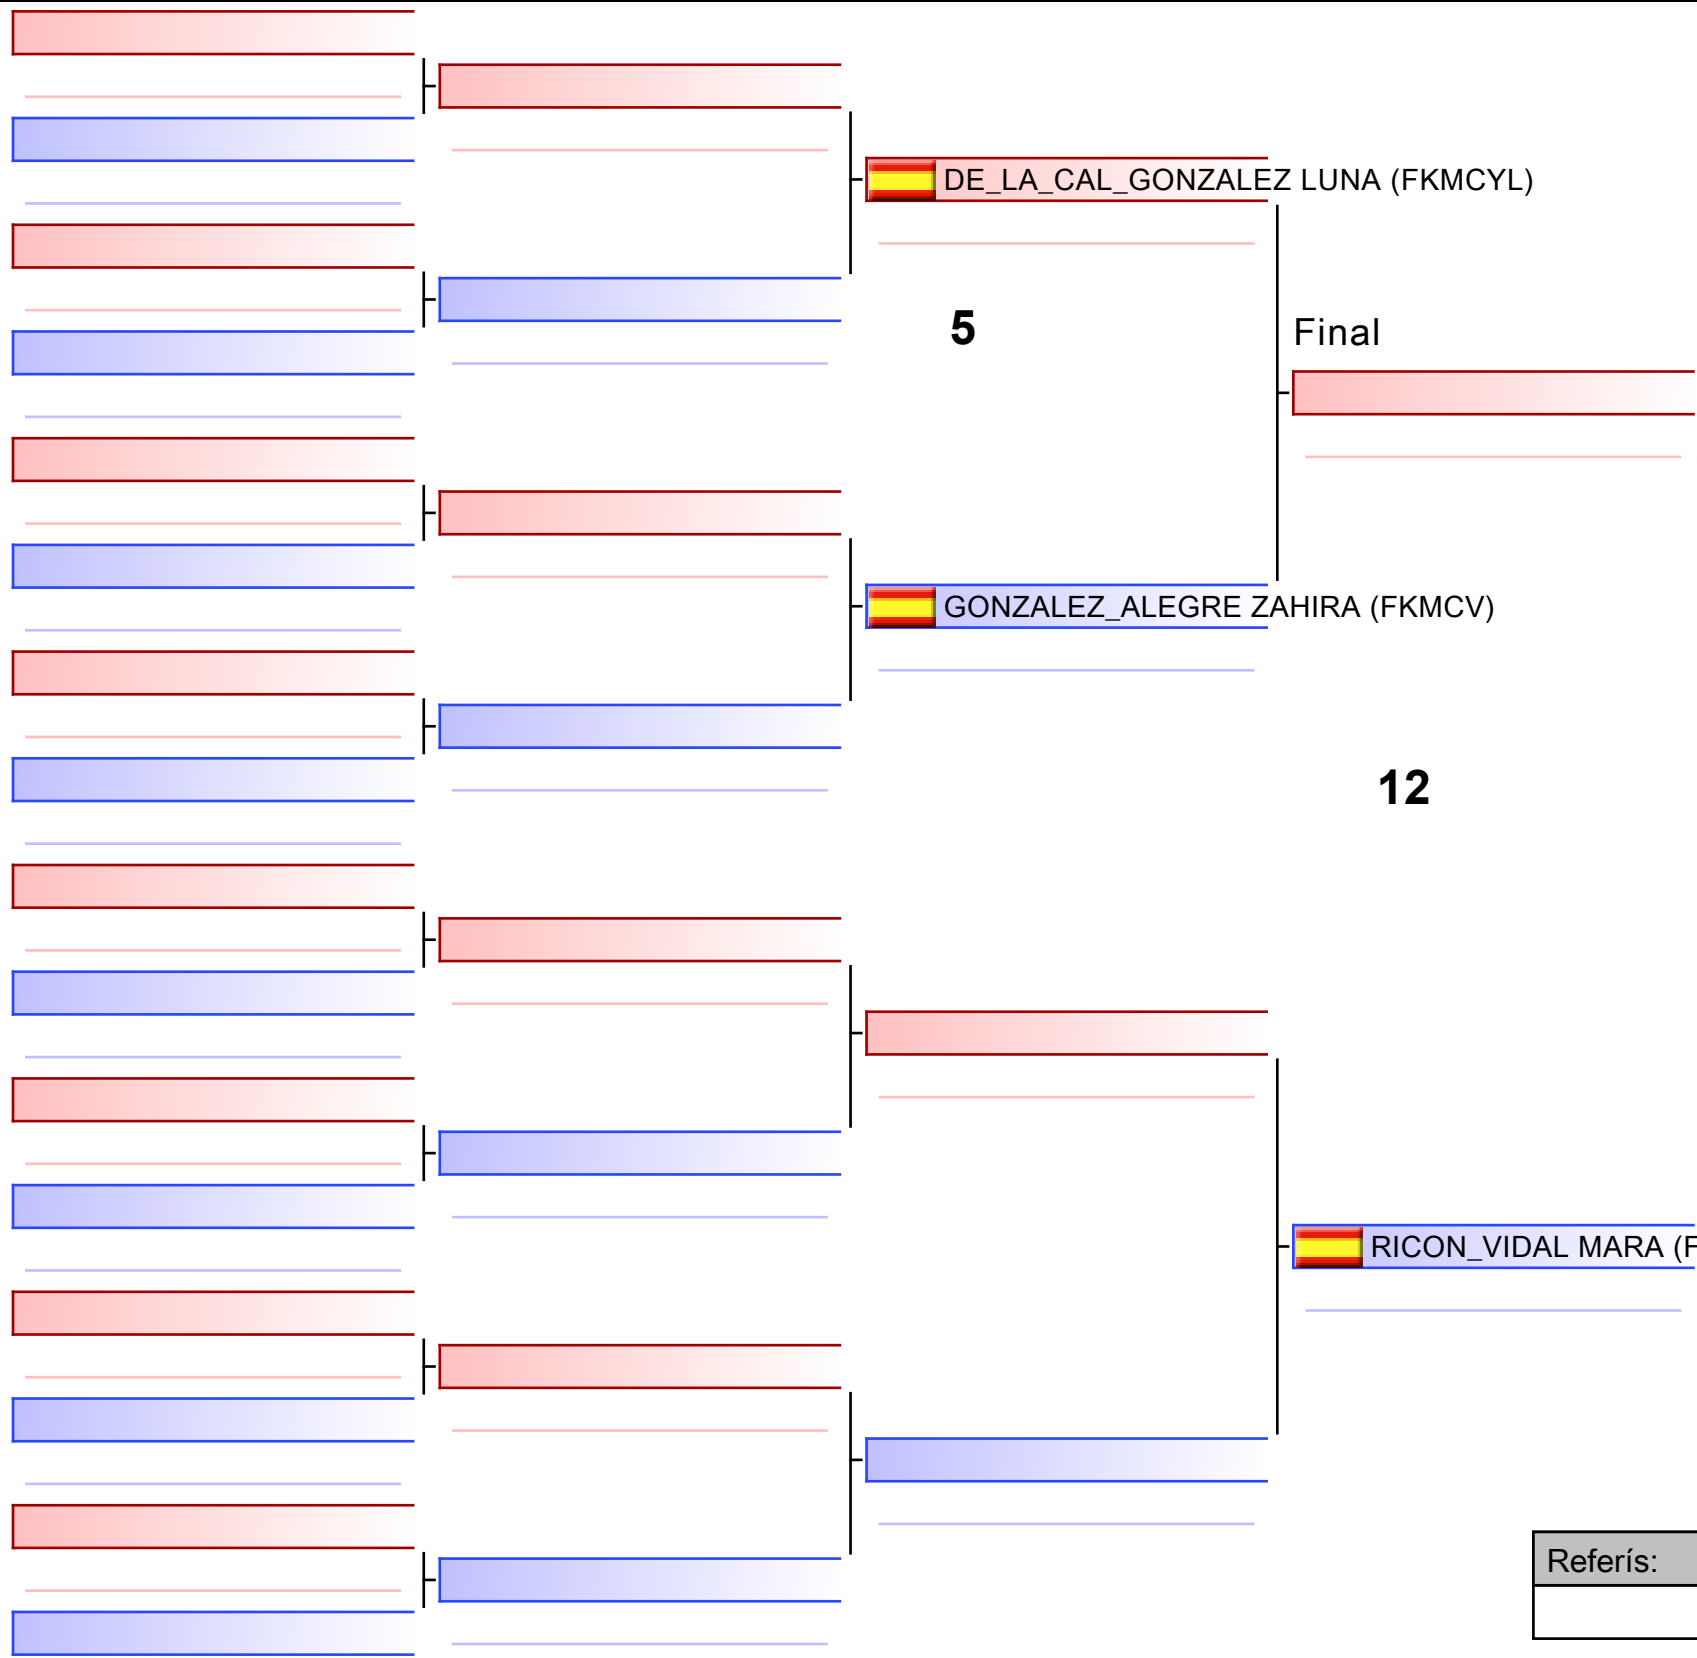 DE_LA_CAL_GONZALEZ LUNA (FKMCYL)
5
Final
GONZALEZ_ALEGRE ZAHIRA (FKMCV)
12
RICON_VIDAL MARA (F
Referís: